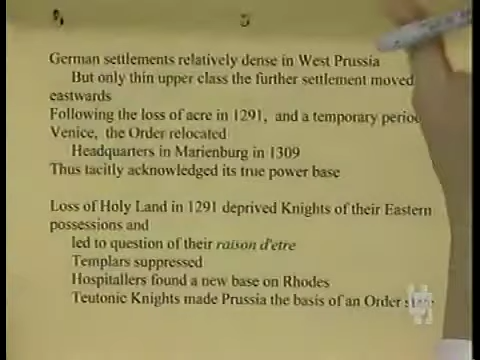 German settlements relatively dense in West Prussia
But only thin upper class the further settlement moved
eastwards
Following the loss of acre in 1291, and a temporary
Venice, the Order relocated
Headquarters in Marienburg in 1309
Thus tacitly acknowledged its true power base
Loss of Holy Land in 1291 deprived Knights of their Eastern
possessions and
led to question of their raison d'etre
Templars suppressed
Hospitallers found a new base on Rhodes
Teutonic Knights made Prussia the basis of an Order